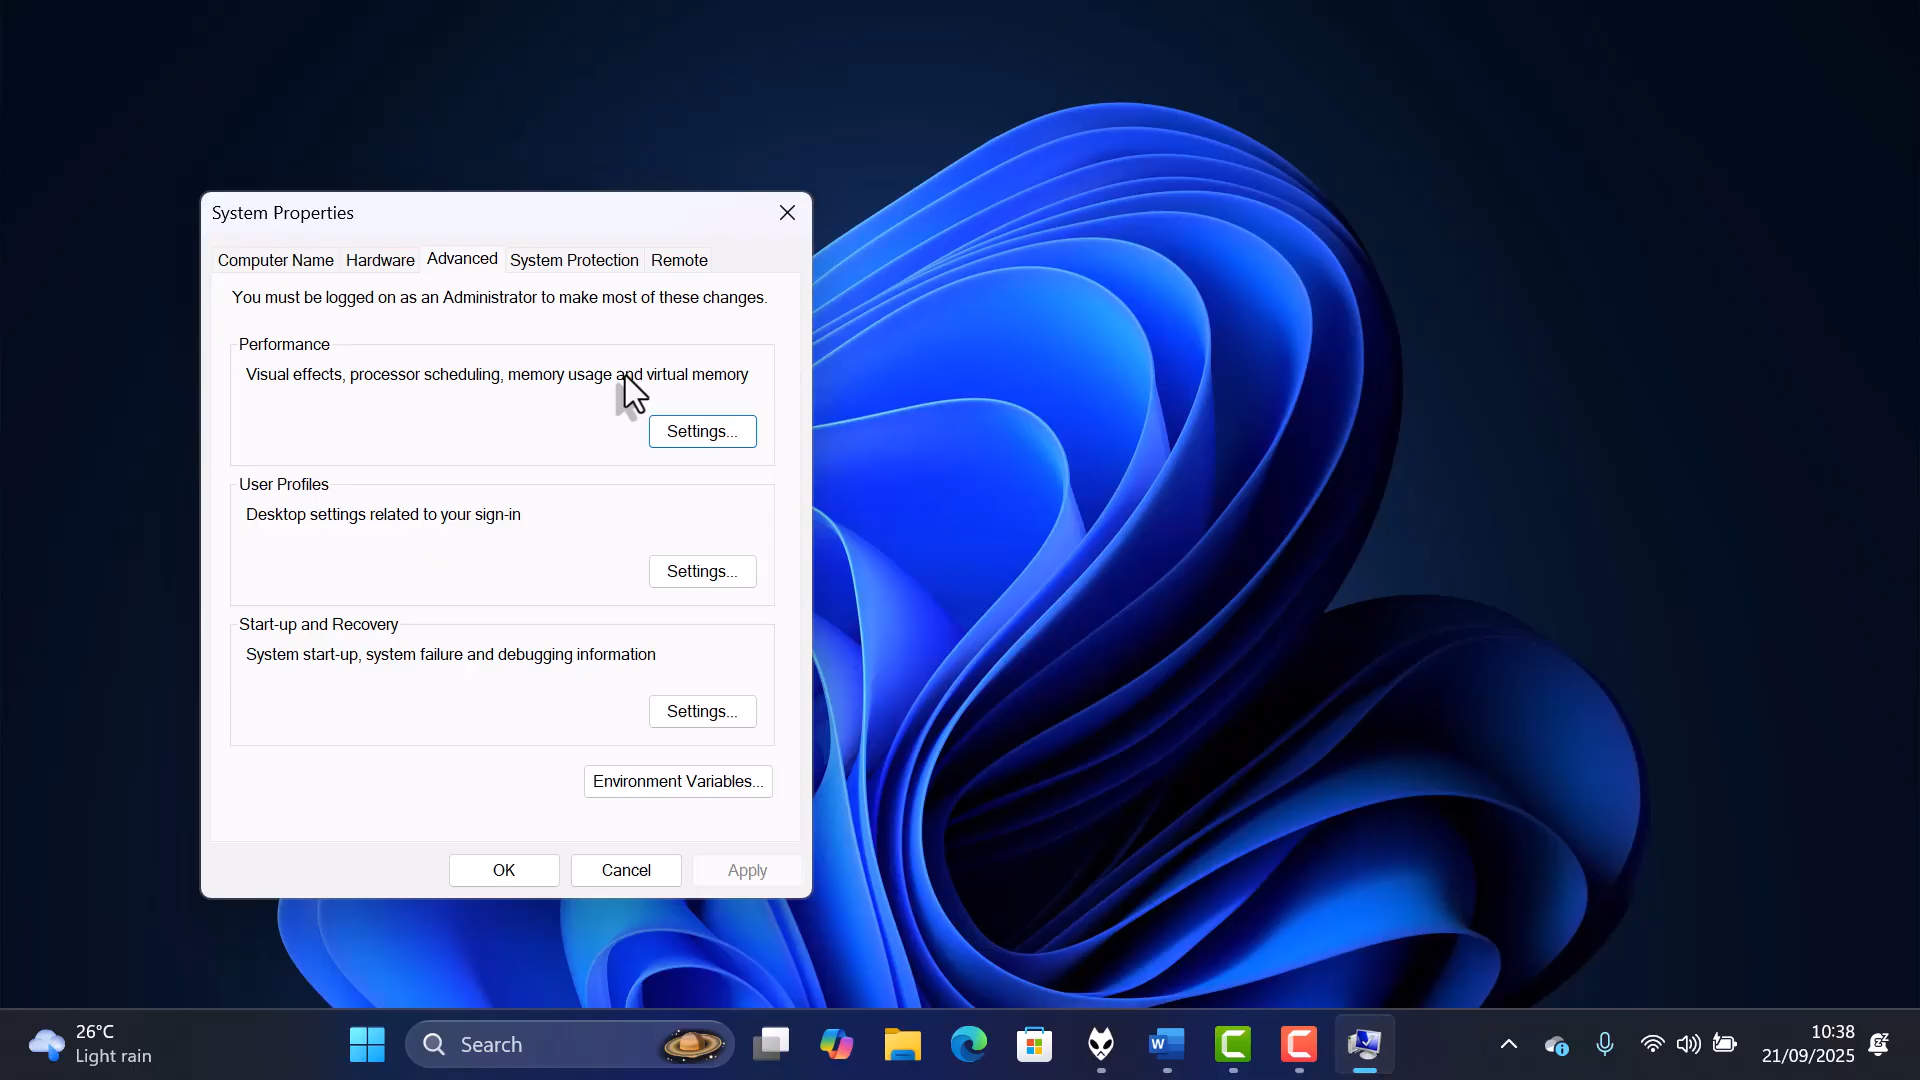 System Properties
Computer Name Hardware Advanced System Protection Remote
You must be logged on as an Administrator to make most of these changes.
Performance
Visual effects, processor scheduling, memory usage and virtual memory
Settings...
User Profiles
Desktop settings related to your sign-in
Settings...
Start-up and Recovery
System start-up, system failure and debugging information
Settings...
Environment Variables...
OK Cancel Apply
26°C
Light rain
Search
10:38
21/09/2025